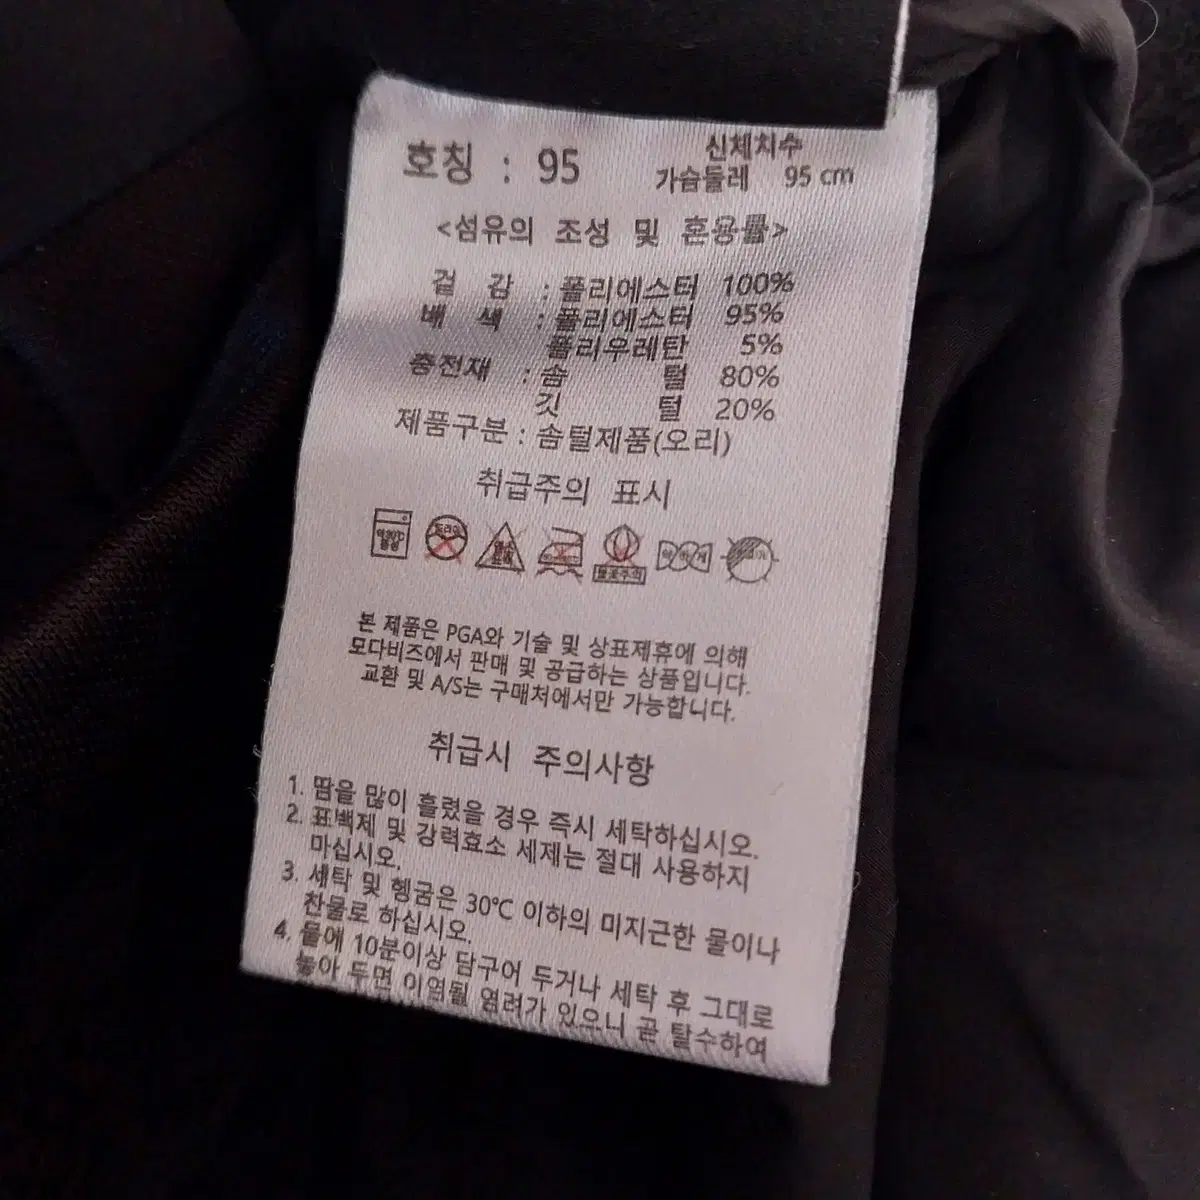 호칭 : 95
신체치수
가슴둘레 95 cm
<섬유의 조성 및 혼용률>
겉 감 : 폴리에스터 100%
배 색 : 폴리에스터 95%
폴리우레탄 5%
충전재 : 솜 털 80%
깃 털 20%
제품구분 : 솜털제품(오리)
취급주의 표시
드라이
약하게
본 제품은 PGA와 기술 및 상표제휴에 의해
모다비즈에서 판매 및 공급하는 상품입니다.
교환 및 A/S는 구매처에서만 가능합니다.
취급시 주의사항
1. 땀을 많이 흘렸을 경우 즉시 세탁하십시오.
2. 표백제 및 강력효소 세제는 절대 사용하지
마십시오.
3. 세탁 및 헹굼은 30℃ 이하의 미지근한 물이나
찬물로 하십시오.
4. 물에 10분이상 담구어 두거나 세탁 후 그대로
놓아 두면 이염될 염려가 있으니 곧 탈수하여